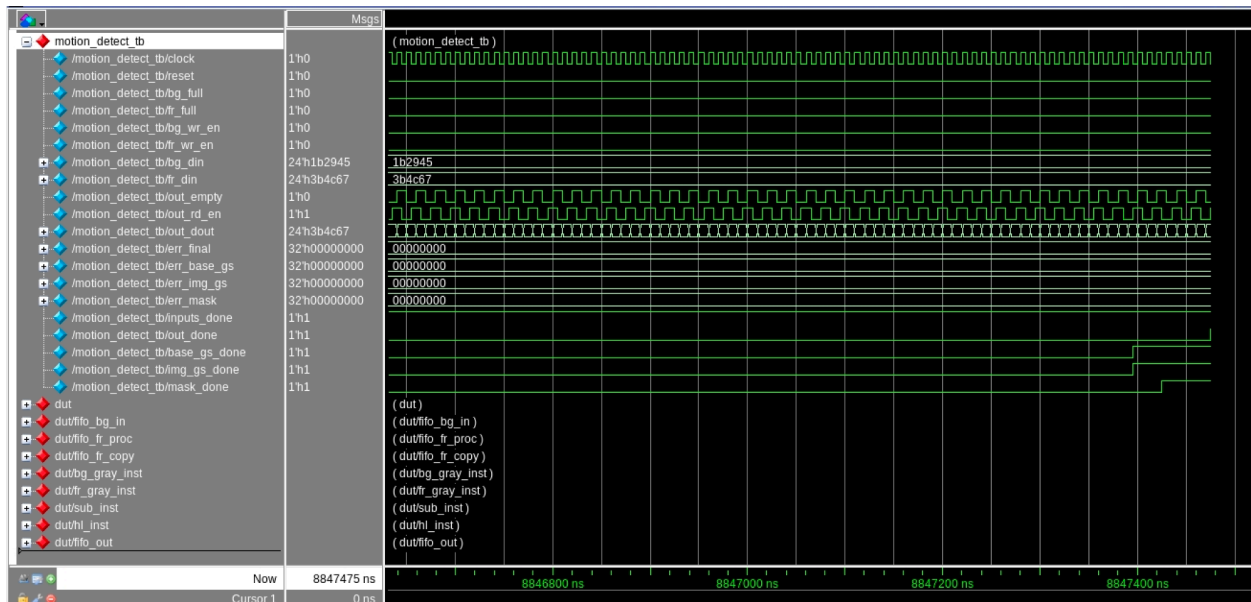 Msgs
motion_detect_tb ( motion_detect_tb )
/motion_detect_tb/clock 1'h0
/motion_detect_tb/reset 1'h0
/motion_detect_tb/bg_full 1'h0
/motion_detect_tb/fr_full 1'h0
/motion_detect_tb/bg_wr_en 1'h0
/motion_detect_tb/fr_wr_en 1'h0
/motion_detect_tb/bg_din 24'h1b2945 1b2945
/motion_detect_tb/fr_din 24'h3b4c67 3b4c67
/motion_detect_tb/out_empty 1'h0
/motion_detect_tb/out_rd_en 1'h1
/motion_detect_tb/out_dout 24'h3b4c67
/motion_detect_tb/err_final 32'h00000000 00000000
/motion_detect_tb/err_base_gs 32'h00000000 00000000
/motion_detect_tb/err_img_gs 32'h00000000 00000000
/motion_detect_tb/err_mask 32'h00000000 00000000
/motion_detect_tb/inputs_done 1'h1
/motion_detect_tb/out_done 1'h1
/motion_detect_tb/base_gs_done 1'h1
/motion_detect_tb/img_gs_done 1'h1
/motion_detect_tb/mask_done 1'h1
dut ( dut )
dut/fifo_bg_in ( dut/fifo_bg_in )
dut/fifo_fr_proc ( dut/fifo_fr_proc )
dut/fifo_fr_copy ( dut/fifo_fr_copy )
dut/bg_gray_inst ( dut/bg_gray_inst )
dut/fr_gray_inst ( dut/fr_gray_inst )
dut/sub_inst ( dut/sub_inst )
dut/hl_inst ( dut/hl_inst )
dut/fifo_out ( dut/fifo_out )
Now 8847475 ns 8846800 ns 8847000 ns 8847200 ns 8847400 ns
Cursor 1 0 ns